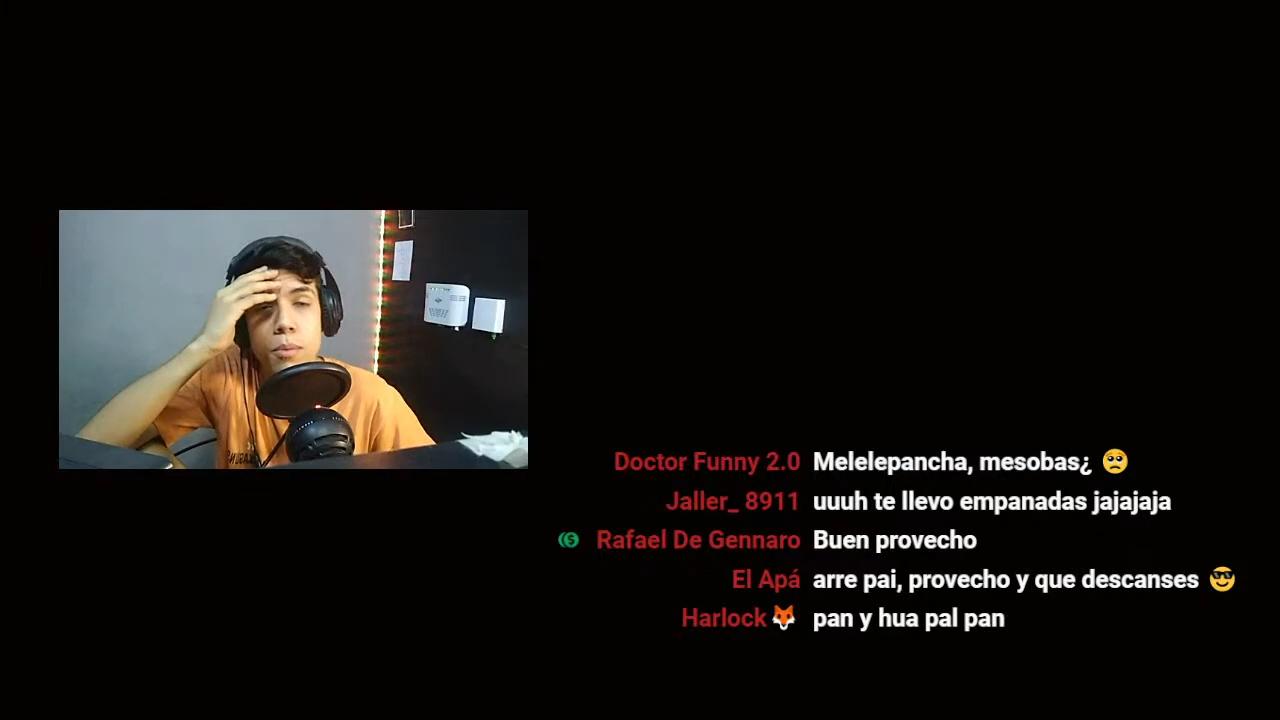 Doctor Funny 2.0 Melelepancha, mesobas¿ 🥺
Jaller_ 8911 uuuh te llevo empanadas jajajaja
Rafael De Gennaro Buen provecho
El Apá arre pai, provecho y que descanses 😎
Harlock🦊 pan y hua pal pan